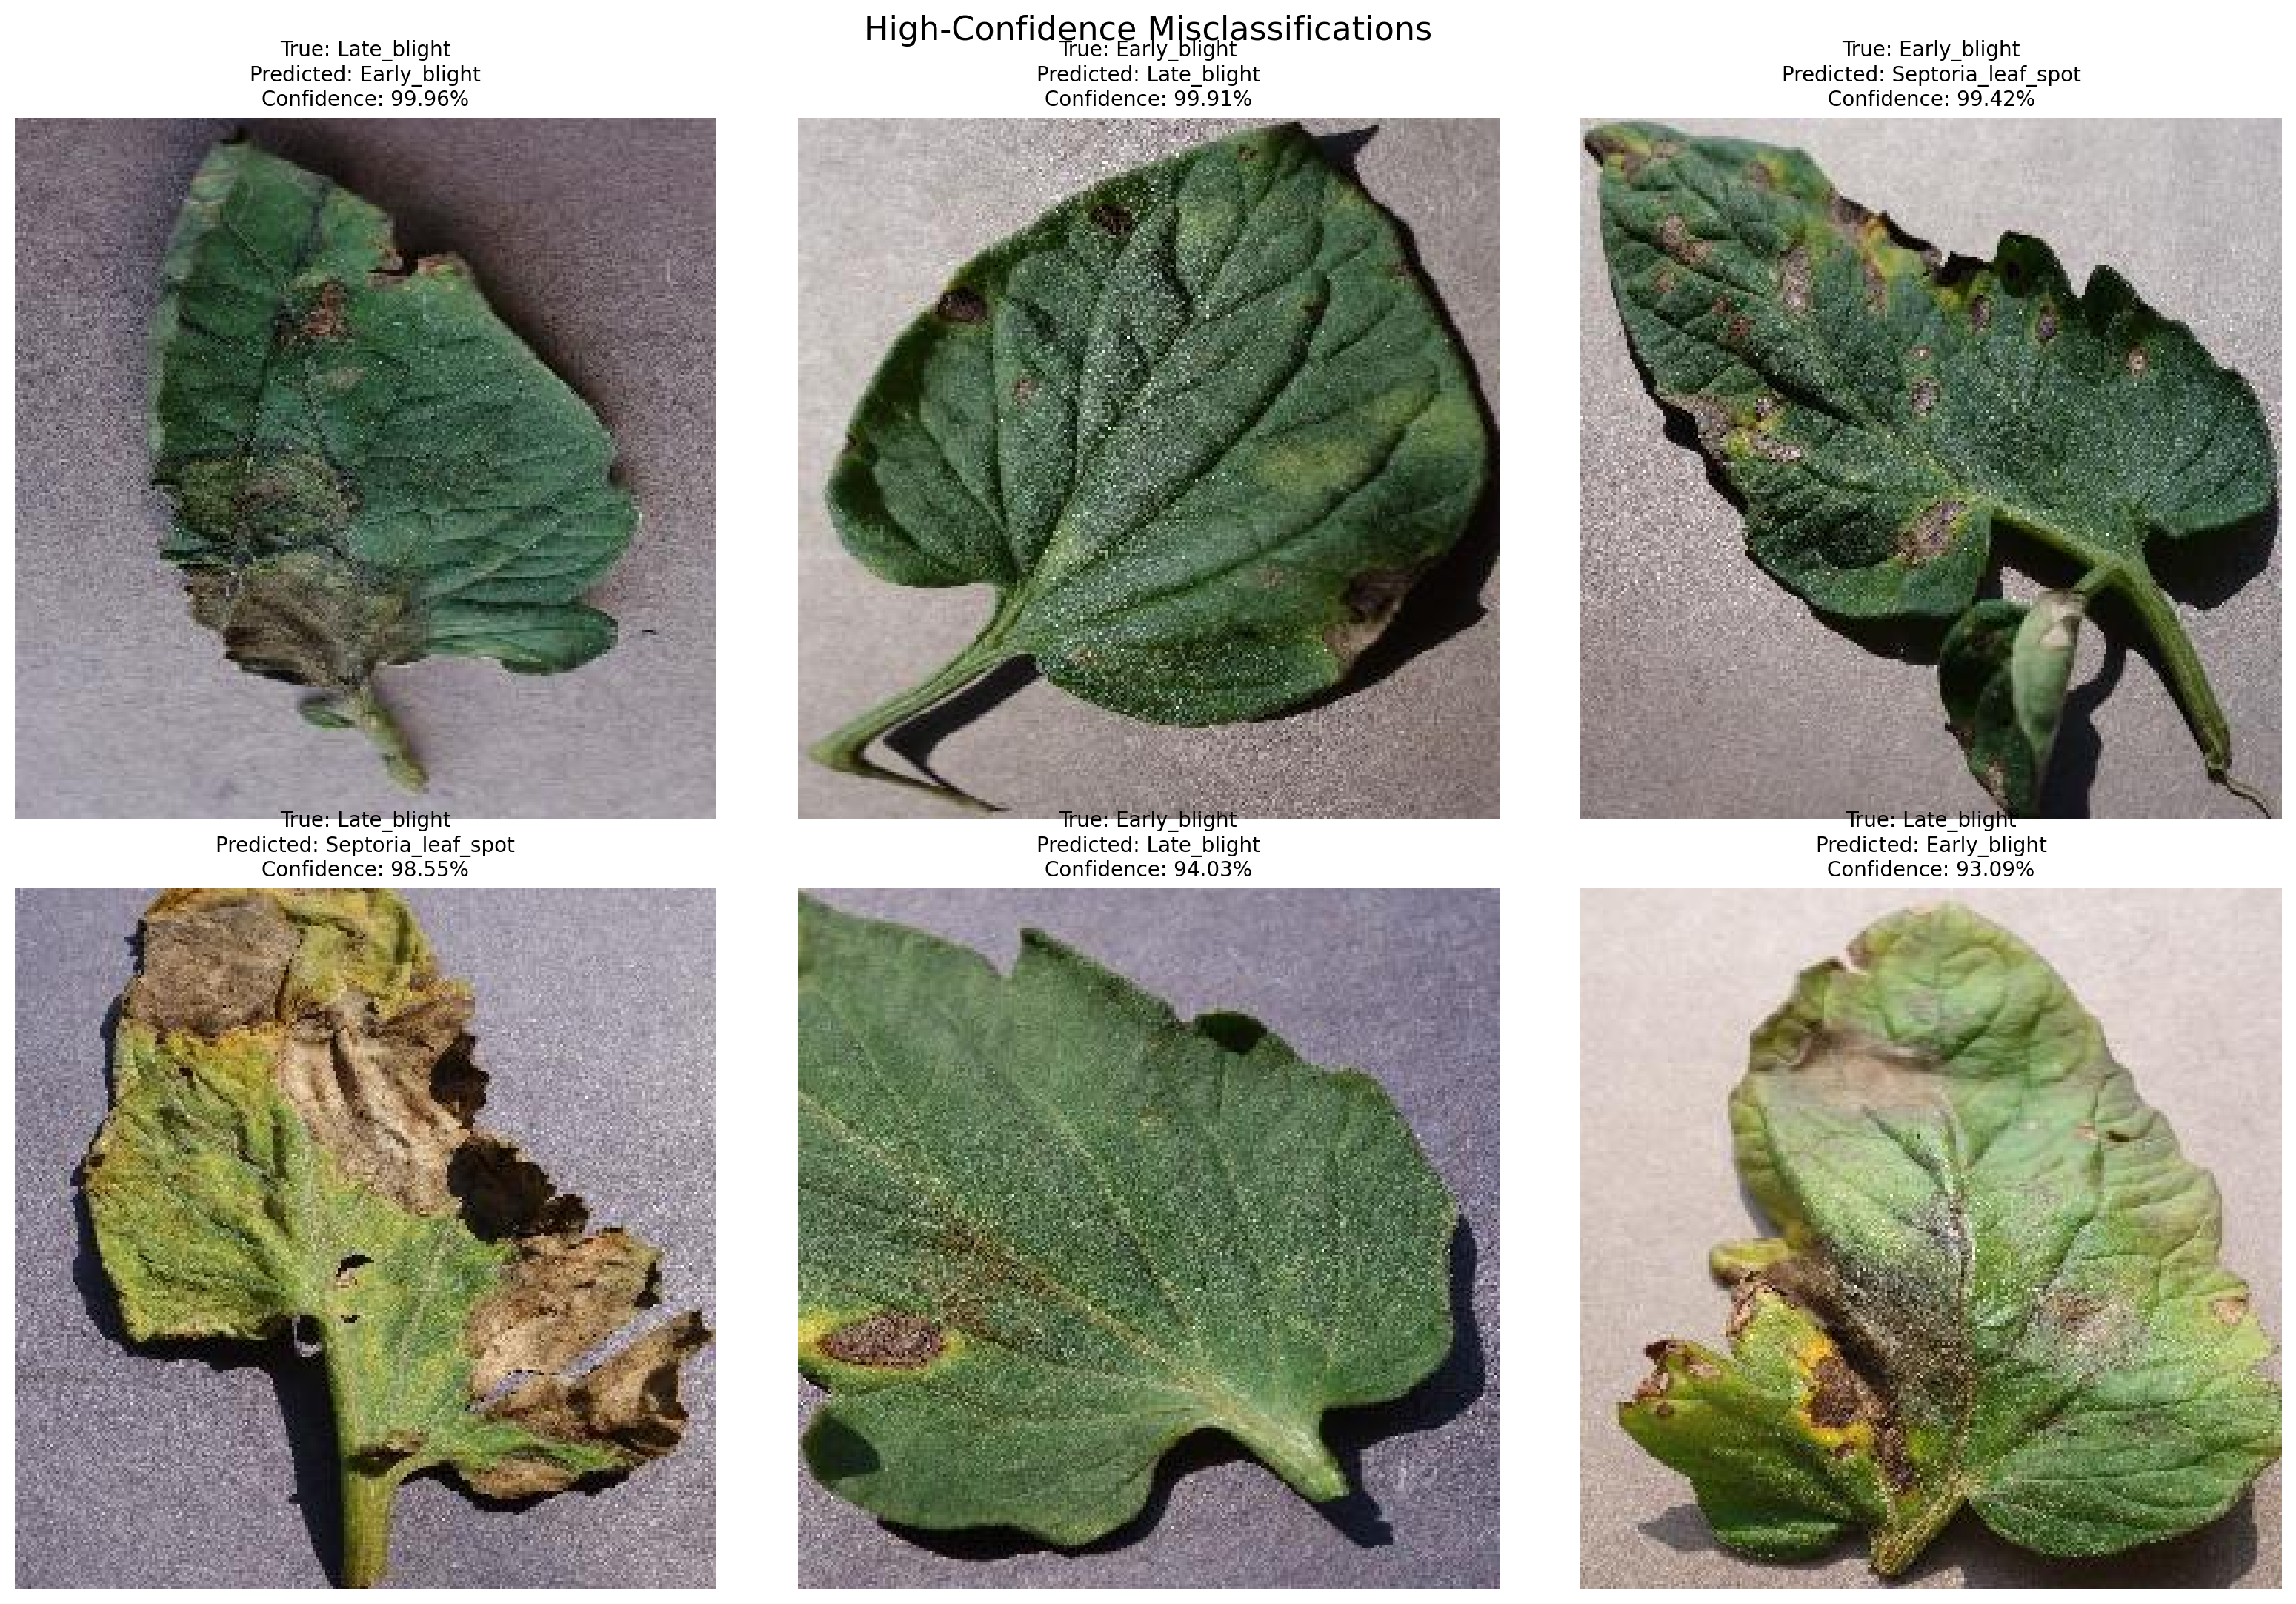 High-Confidence Misclassifications
True: Late_blight
Predicted: Early_blight
Confidence: 99.96%
True: Early_blight
Predicted: Late_blight
Confidence: 99.91%
True: Early_blight
Predicted: Septoria_leaf_spot
Confidence: 99.42%
True: Late_blight
Predicted: Septoria_leaf_spot
Confidence: 98.55%
True: Early_blight
Predicted: Late_blight
Confidence: 94.03%
True: Late_blight
Predicted: Early_blight
Confidence: 93.09%